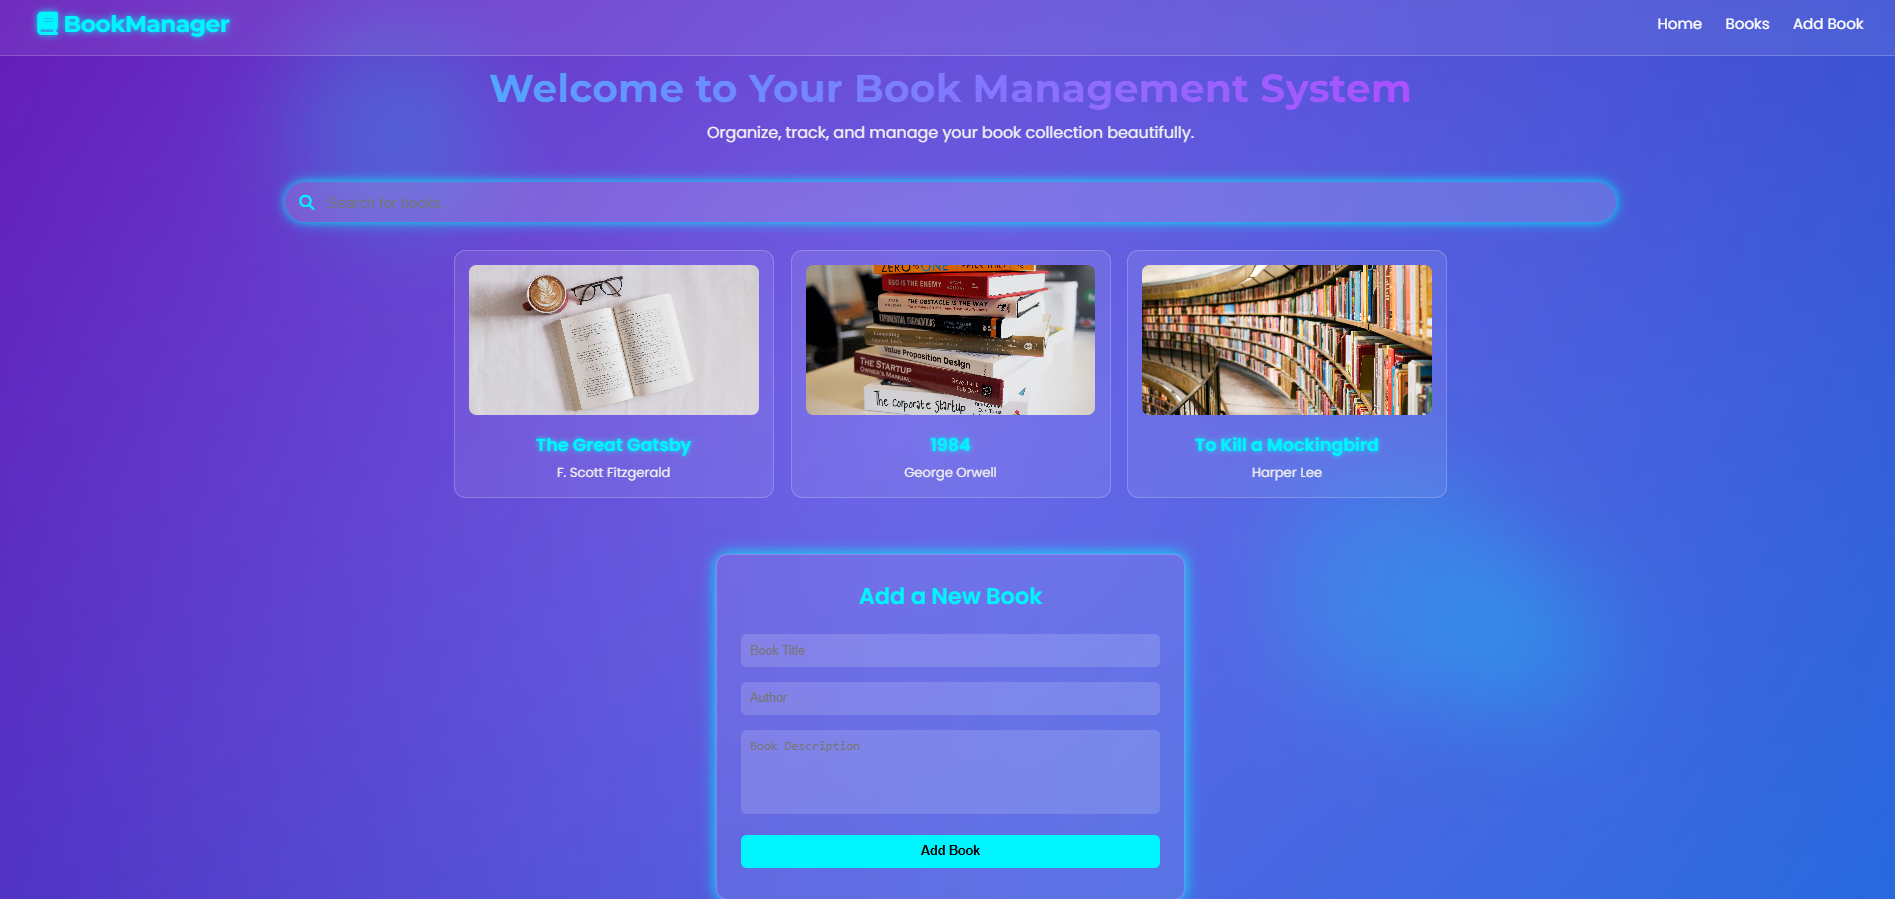 BookManager
Home Books Add Book
Welcome to Your Book Management System
Organize, track, and manage your book collection beautifully.
Search for books...
ZERO TO ONE
EGO IS THE ENEMY
THE OBSTACLE IS THE WAY
Value Proposition Design
THE STARTUP
OWNER'S MANUAL
The Corporate Startup
The Great Gatsby
F. Scott Fitzgerald
1984
George Orwell
To Kill a Mockingbird
Harper Lee
Add a New Book
Book Title
Author
Book Description
Add Book